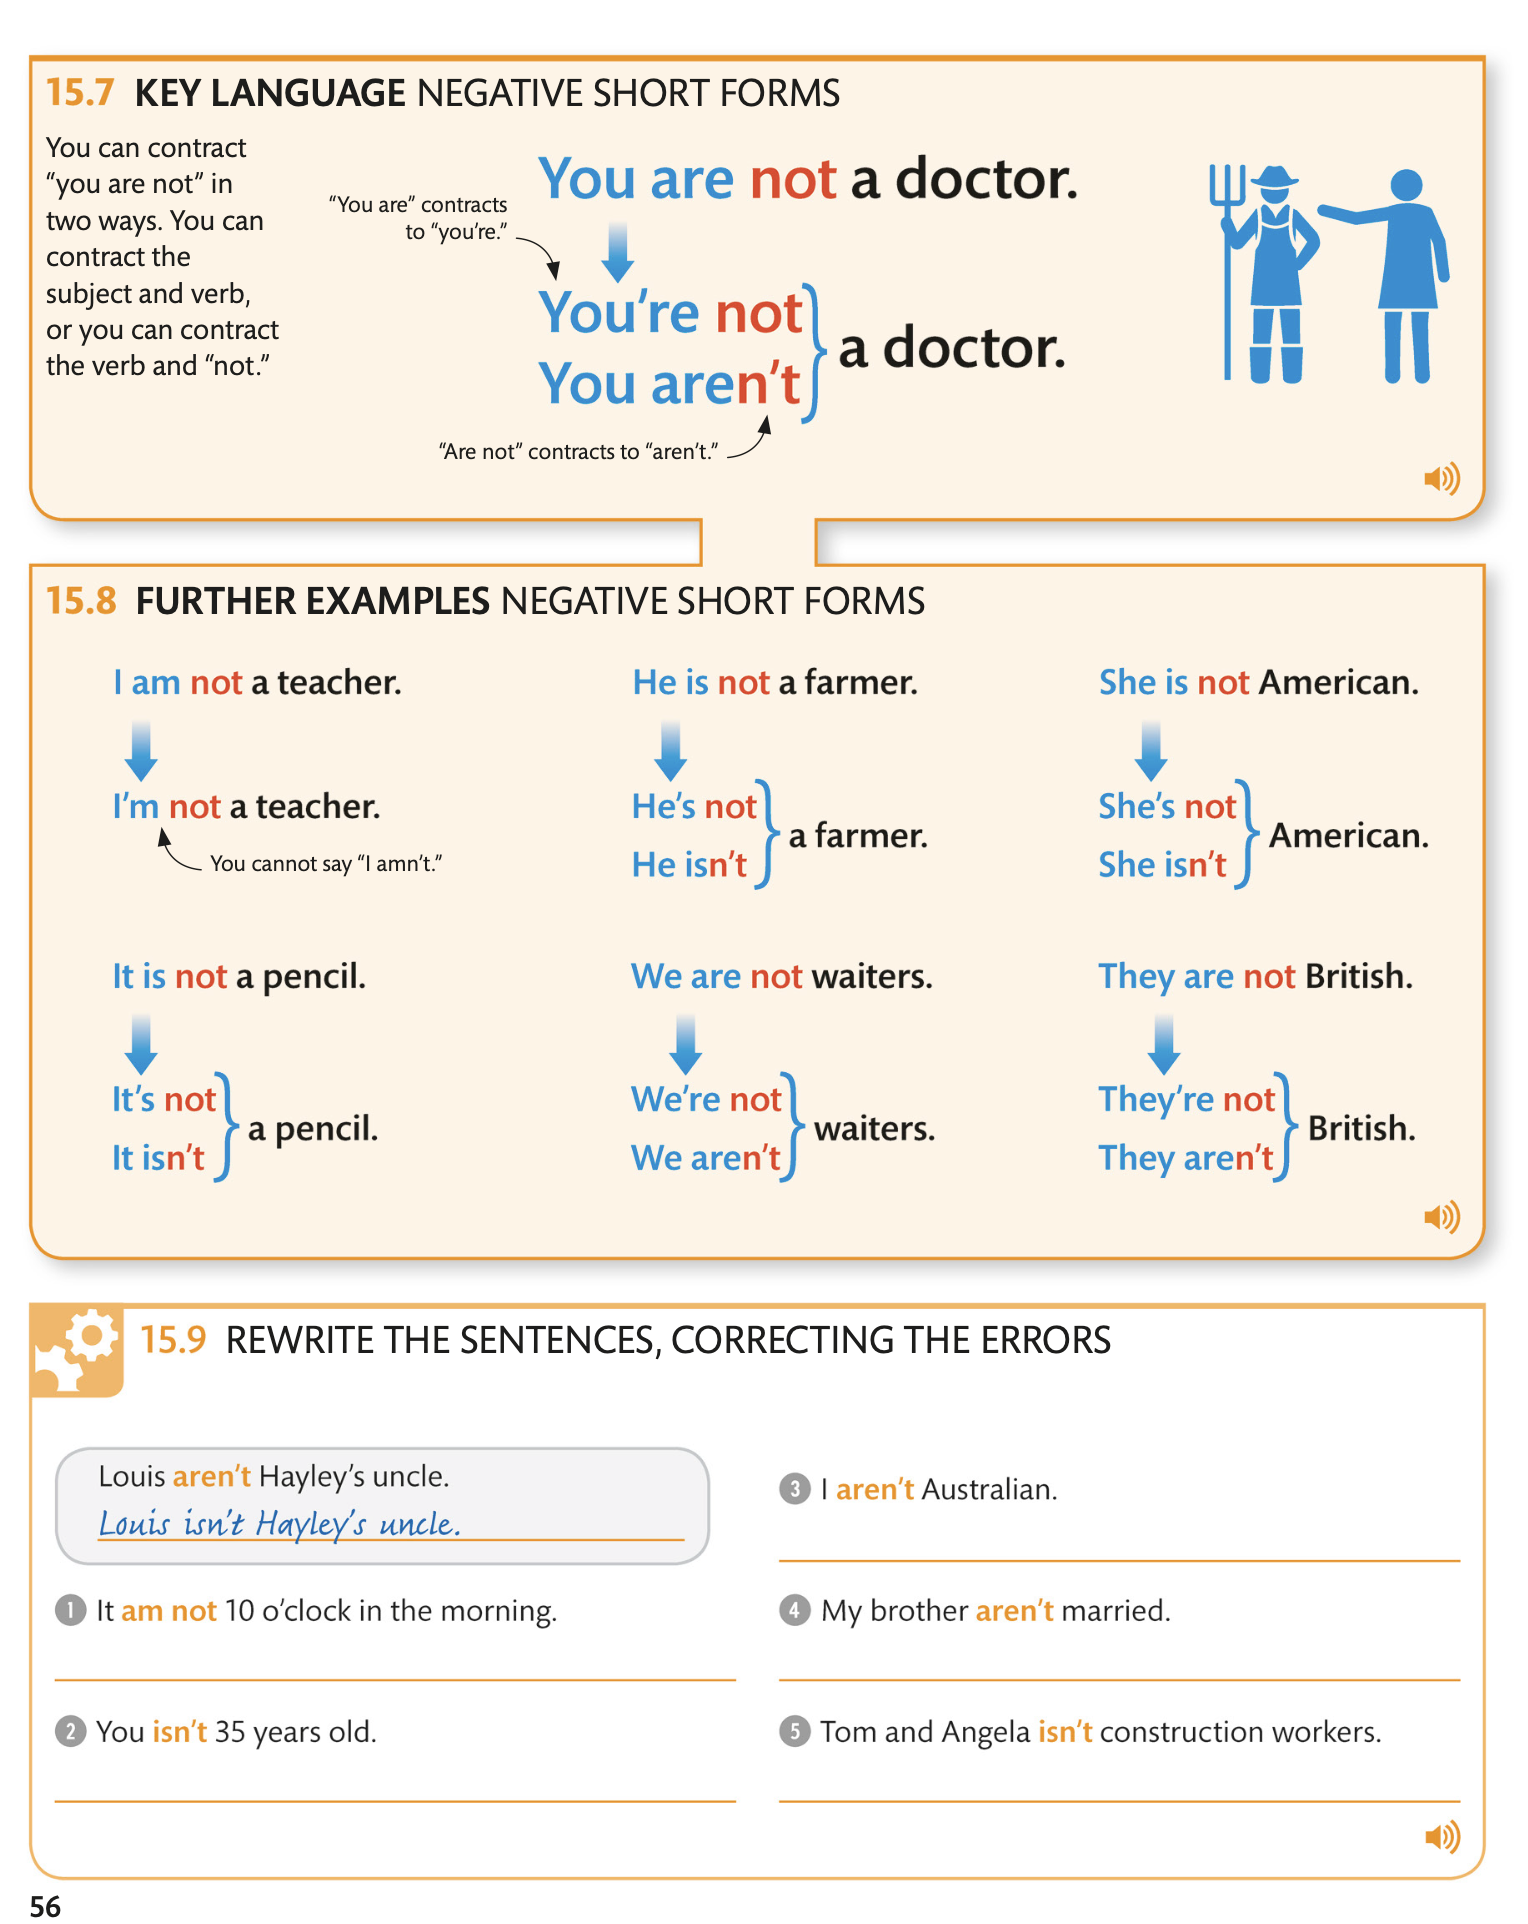 15.7 KEY LANGUAGE NEGATIVE SHORT FORMS
You can contract
“you are not” in
two ways. You can
contract the
subject and verb,
or you can contract
the verb and “not.”
“You are” contracts
to “you’re.”
You are not a doctor.
You’re not
You aren’t
a doctor.
“Are not” contracts to “aren’t.”
15.8 FURTHER EXAMPLES NEGATIVE SHORT FORMS
I am not a teacher.
I’m not a teacher.
You cannot say “I amn’t.”
He is not a farmer.
He’s not
He isn’t
a farmer.
She is not American.
She’s not
She isn’t
American.
It is not a pencil.
It’s not
It isn’t
a pencil.
We are not waiters.
We’re not
We aren’t
waiters.
They are not British.
They’re not
They aren’t
British.
15.9 REWRITE THE SENTENCES, CORRECTING THE ERRORS
Louis aren’t Hayley’s uncle.
Louis isn’t Hayley’s uncle.
1 It am not 10 o’clock in the morning.
2 You isn’t 35 years old.
3 I aren’t Australian.
4 My brother aren’t married.
5 Tom and Angela isn’t construction workers.
56